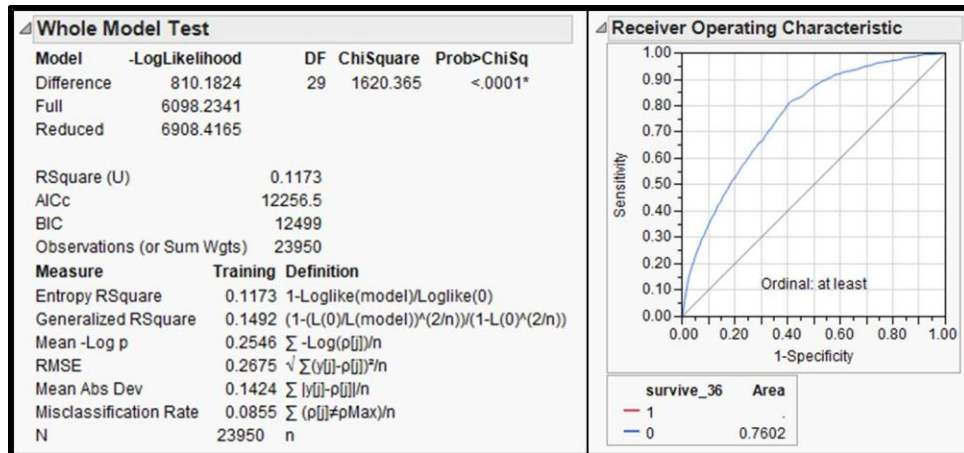 Whole Model Test
Model -LogLikelihood DF ChiSquare Prob>ChiSq
Difference 810.1824 29 1620.365 <.0001*
Full 6098.2341
Reduced 6908.4165
RSquare (U) 0.1173
AICc 12256.5
BIC 12499
Observations (or Sum Wgts) 23950
Measure Training Definition
Entropy RSquare 0.1173 1-Loglike(model)/Loglike(0)
Generalized RSquare 0.1492 (1-(L(0)/L(model))^(2/n))/(1-L(0)^(2/n))
Mean -Log p 0.2546 ∑ -Log(ρ[j])/n
RMSE 0.2675 √ ∑(y[j]-ρ[j])²/n
Mean Abs Dev 0.1424 ∑ |y[j]-ρ[j]|/n
Misclassification Rate 0.0855 ∑ (ρ[j]≠ρMax)/n
N 23950 n
Receiver Operating Characteristic
1.00
0.90
0.80
0.70
0.60
0.50
0.40
0.30
0.20
0.10
0.00
Sensitivity
Ordinal: at least
0.00 0.20 0.40 0.60 0.80 1.00
1-Specificity
survive_36 Area
1 .
0 0.7602